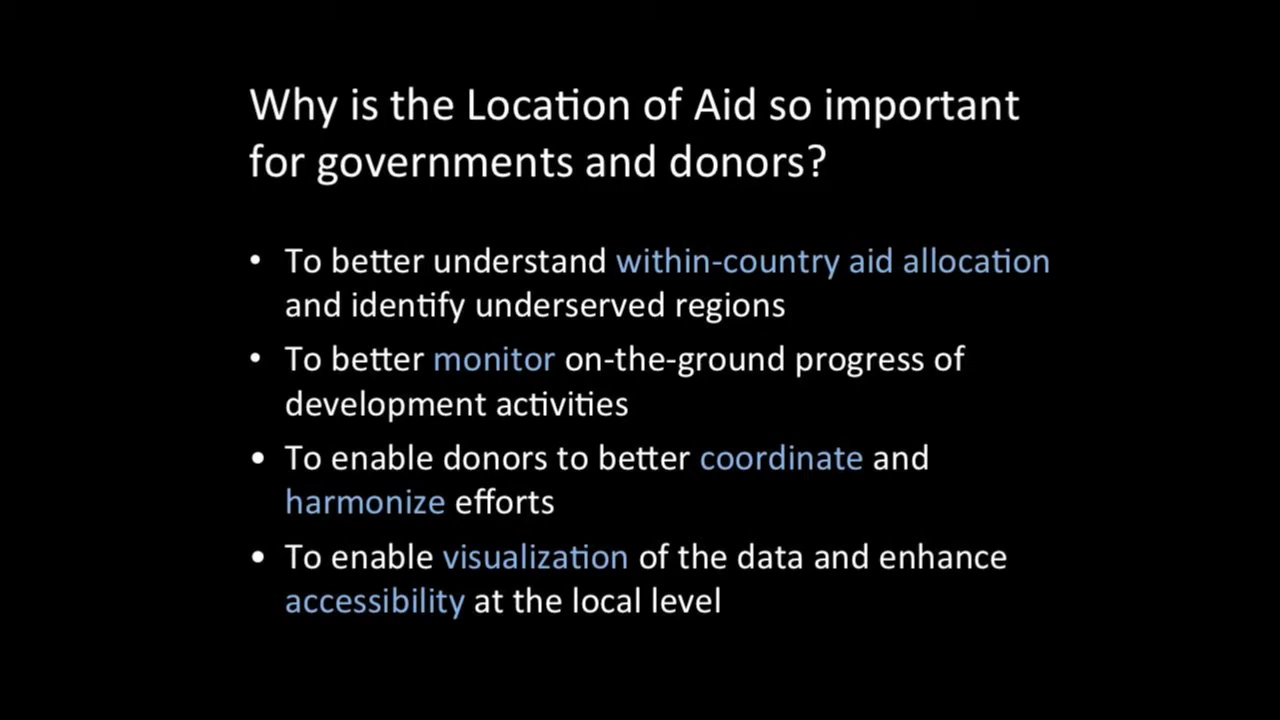 Why is the Location of Aid so important
for governments and donors?
• To better understand within-country aid allocation
and identify underserved regions
• To better monitor on-the-ground progress of
development activities
• To enable donors to better coordinate and
harmonize efforts
• To enable visualization of the data and enhance
accessibility at the local level